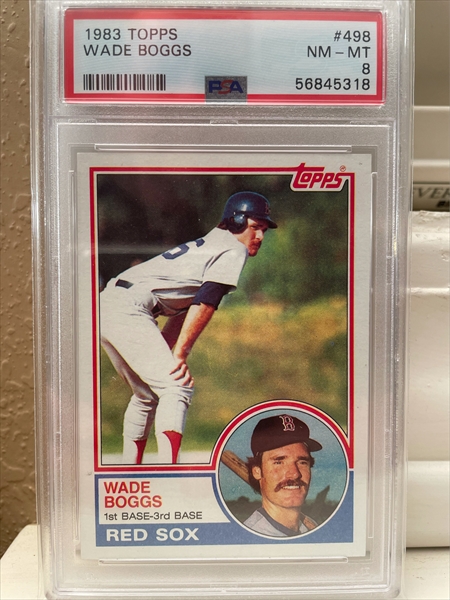 1983 TOPPS #498
WADE BOGGS NM - MT
8
PSA 56845318
Topps®
WADE
BOGGS
1st BASE-3rd BASE
RED SOX
B